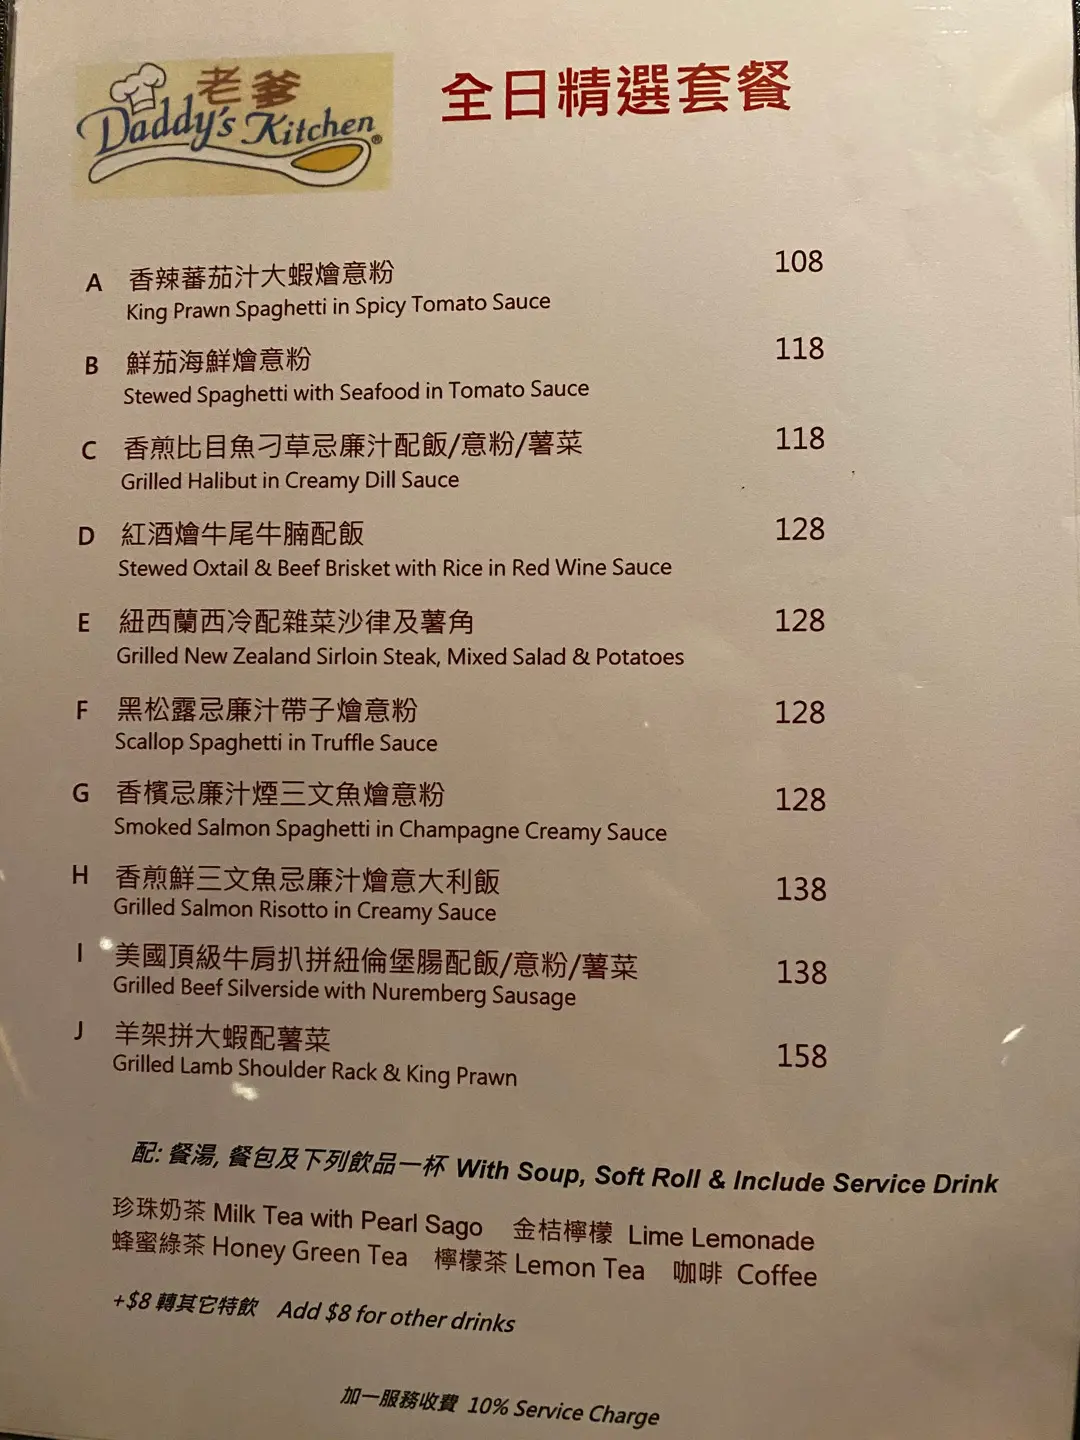 老爹
Daddy's Kitchen®
全日精選套餐
A 香辣蕃茄汁大蝦燴意粉 108
King Prawn Spaghetti in Spicy Tomato Sauce
B 鮮茄海鮮燴意粉 118
Stewed Spaghetti with Seafood in Tomato Sauce
C 香煎比目魚刁草忌廉汁配飯/意粉/薯菜 118
Grilled Halibut in Creamy Dill Sauce
D 紅酒燴牛尾牛腩配飯 128
Stewed Oxtail & Beef Brisket with Rice in Red Wine Sauce
E 紐西蘭西冷配雜菜沙律及薯角 128
Grilled New Zealand Sirloin Steak, Mixed Salad & Potatoes
F 黑松露忌廉汁帶子燴意粉 128
Scallop Spaghetti in Truffle Sauce
G 香檳忌廉汁煙三文魚燴意粉 128
Smoked Salmon Spaghetti in Champagne Creamy Sauce
H 香煎鮮三文魚忌廉汁燴意大利飯 138
Grilled Salmon Risotto in Creamy Sauce
I 美國頂級牛肩扒拼紐倫堡腸配飯/意粉/薯菜 138
Grilled Beef Silverside with Nuremberg Sausage
J 羊架拼大蝦配薯菜 158
Grilled Lamb Shoulder Rack & King Prawn
配: 餐湯, 餐包及下列飲品一杯 With Soup, Soft Roll & Include Service Drink
珍珠奶茶 Milk Tea with Pearl Sago 金桔檸檬 Lime Lemonade
蜂蜜綠茶 Honey Green Tea 檸檬茶 Lemon Tea 咖啡 Coffee
+$8 轉其它特飲 Add $8 for other drinks
加一服務收費 10% Service Charge